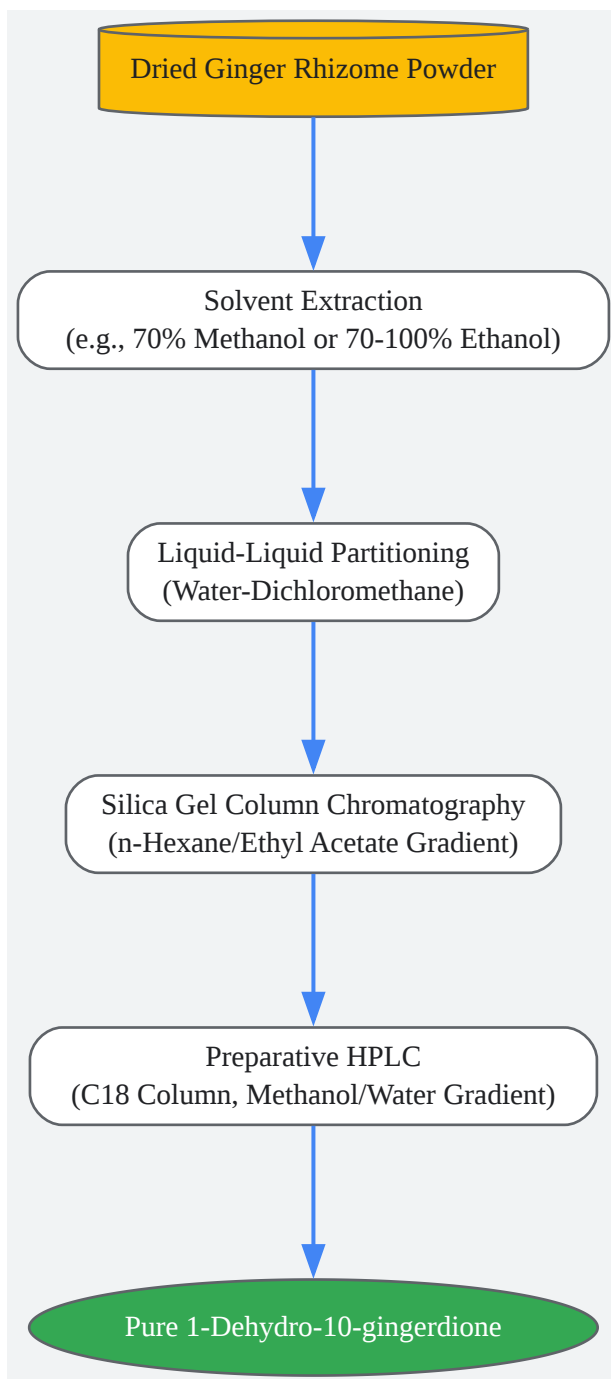 Dried Ginger Rhizome Powder
Solvent Extraction
(e.g., 70% Methanol or 70-100% Ethanol)
Liquid-Liquid Partitioning
(Water-Dichloromethane)
Silica Gel Column Chromatography
(n-Hexane/Ethyl Acetate Gradient)
Preparative HPLC
(C18 Column, Methanol/Water Gradient)
Pure 1-Dehydro-10-gingerdione